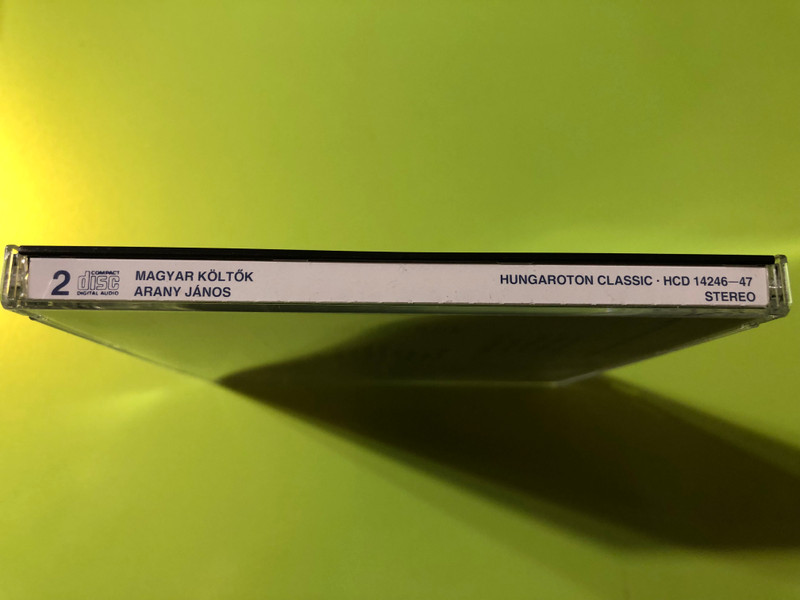 2 COMPACT disc DIGITAL AUDIO
MAGYAR KÖLTŐK
ARANY JÁNOS
HUNGAROTON CLASSIC · HCD 14246—47
STEREO